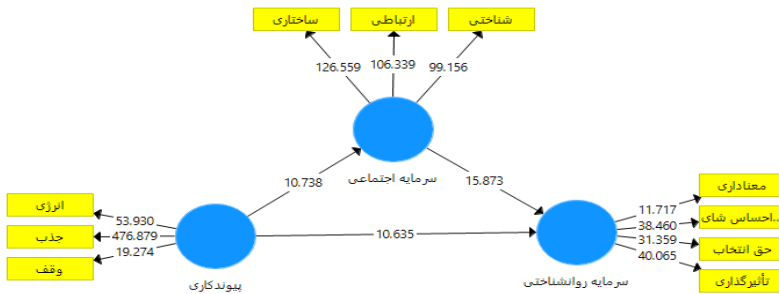 ساختاری
ارتباطی
شناختی
126.559
106.339
99.156
سرمایه اجتماعی
10.738
15.873
انرژی
جذب
وقف
53.930
476.879
19.274
پیوندکاری
10.635
سرمایه روانشناختی
11.717
38.460
31.359
40.065
معناداری
احساس شای..
حق انتخاب
تأثیرگذاری